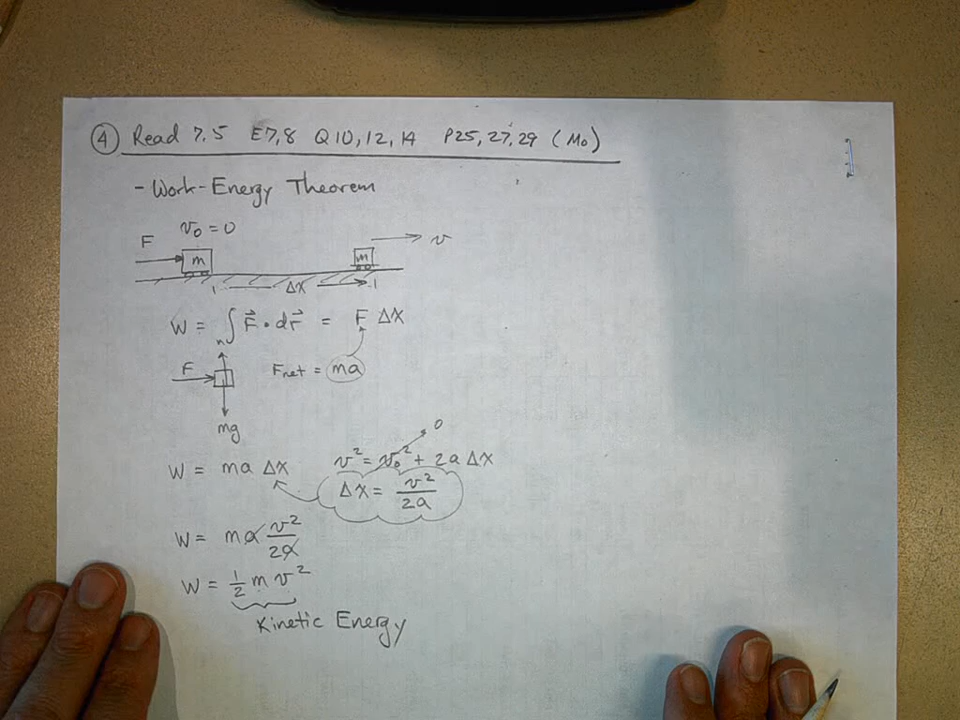 ④ Read 7,5 E7,8 Q10,12,14 P25,27,29 (Mo)
- Work-Energy Theorem
v₀ = 0
F m m v
Δx
W = ∫ F⃗ • dr⃗ = F Δx
n
F Fnet = ma
mg
0
W = ma Δx v² = v₀² + 2a Δx
Δx = v²/2a
W = ma v²/2a
W = ½ m v²
Kinetic Energy